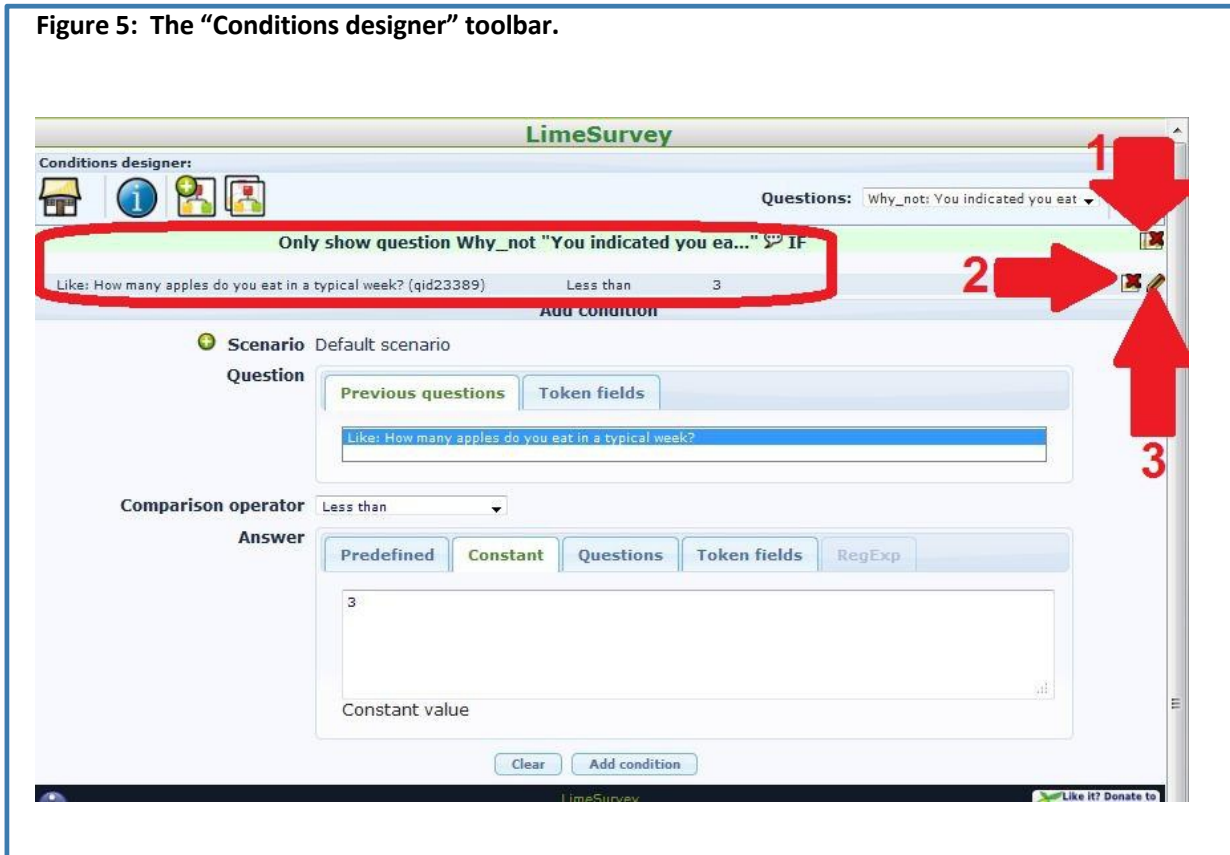 Figure 5: The “Conditions designer” toolbar.
LimeSurvey
1
Conditions designer:
Questions: Why_not: You indicated you eat
Only show question Why_not "You indicated you ea..." IF
2
Like: How many apples do you eat in a typical week? (qid23389) Less than 3
Add condition
Scenario Default scenario
Question
Previous questions Token fields
Like: How many apples do you eat in a typical week?
3
Comparison operator Less than
Answer
Predefined Constant Questions Token fields RegExp
3
Constant value
Clear Add condition
LimeSurvey
Like it? Donate to